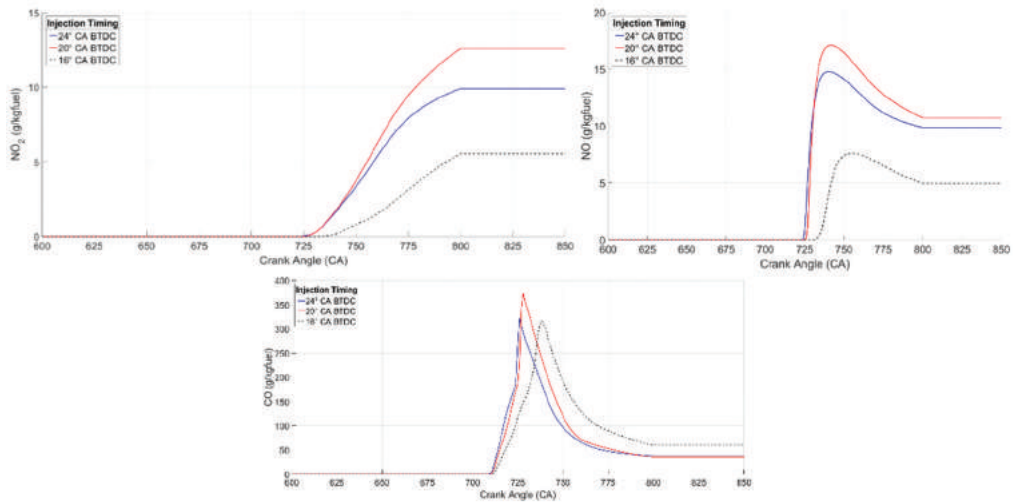 15
10
5
0
NO2 (g/kgfuel)
Injection Timing
24° CA BTDC
20° CA BTDC
16° CA BTDC
600 625 650 675 700 725 750 775 800 825 850
Crank Angle (CA)
20
15
10
5
0
NO (g/kgfuel)
Injection Timing
24° CA BTDC
20° CA BTDC
16° CA BTDC
600 625 650 675 700 725 750 775 800 825 850
Crank Angle (CA)
400
350
300
250
200
150
100
50
0
CO (g/kgfuel)
Injection Timing
24° CA BTDC
20° CA BTDC
16° CA BTDC
600 625 650 675 700 725 750 775 800 825 850
Crank Angle (CA)